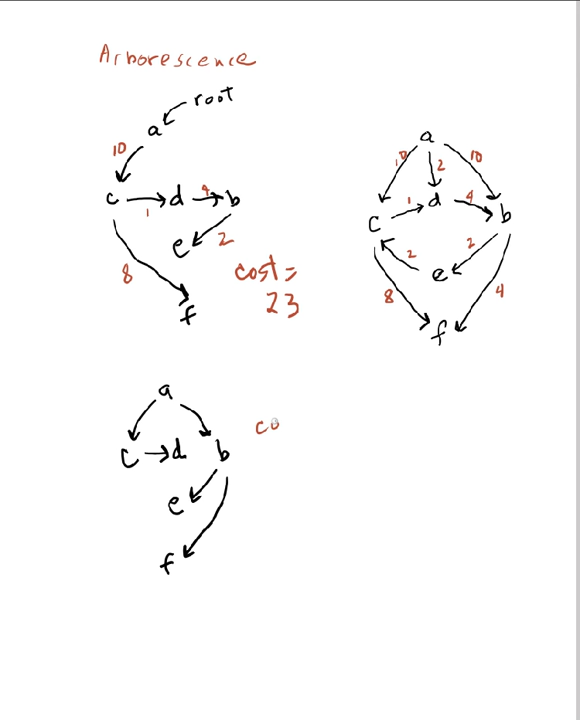 Arborescence
root
a
10
c d b
1
4
e 2
8
cost =
23
f
a
10 2 10
c 1 d 4 b
2 e 2
8 4
f
a
co
c d b
e
f